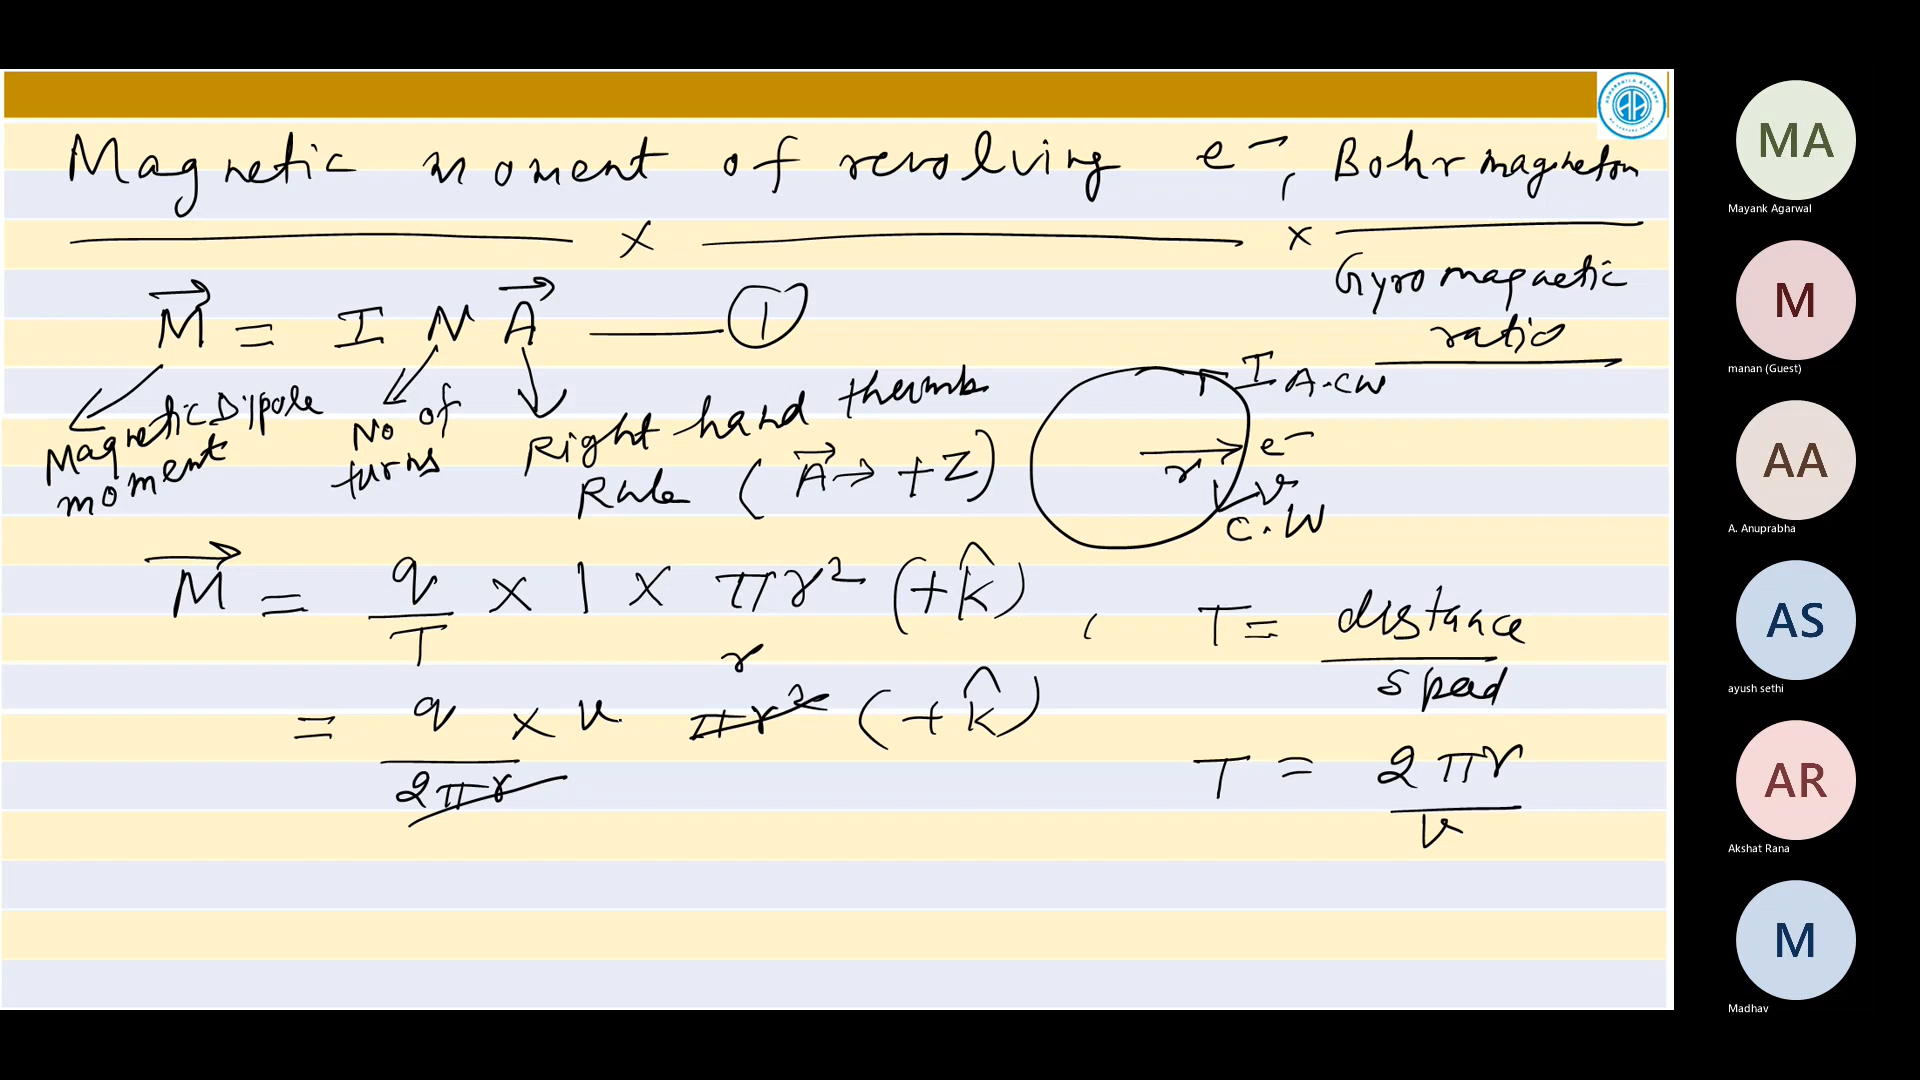 Magnetic moment of revolving e⁻, Bohr magneton
x x
Gyromagnetic
ratio
M⃗ = I N A⃗ —— ①
Magnetic Dipole
moment
No of
turns
Right hand thumb
Rule ( A⃗ → + Z )
I A.CW
e⁻
r
v
C.W
M⃗ = q/T × 1 × πr² (+k̂) , T = distance/speed
= q/2πr × v πr² (+k̂) T = 2πr/v
r
MA
Mayank Agarwal
M
manan (Guest)
AA
A. Anuprabha
AS
ayush sethi
AR
Akshat Rana
M
Madhav